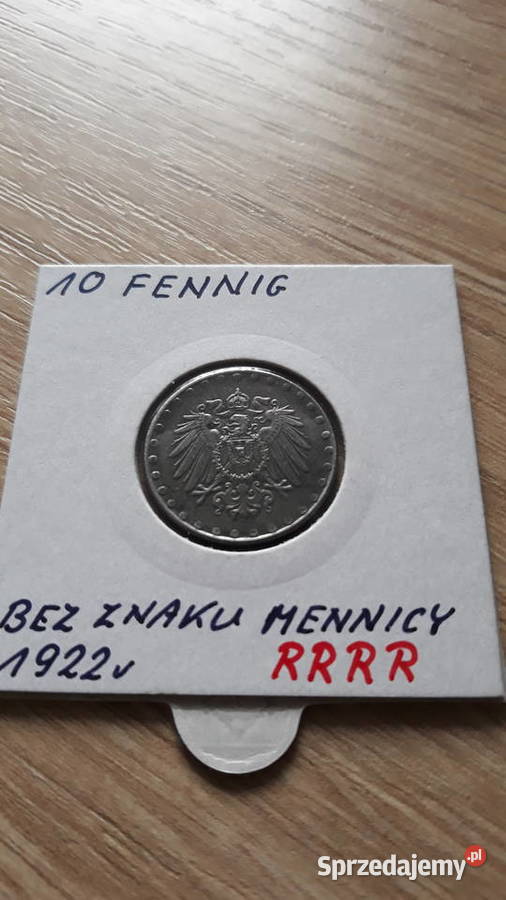 10 FENNIG
BEZ ZNAKU MENNICY
1922r RRRR
Sprzedajemy.pl